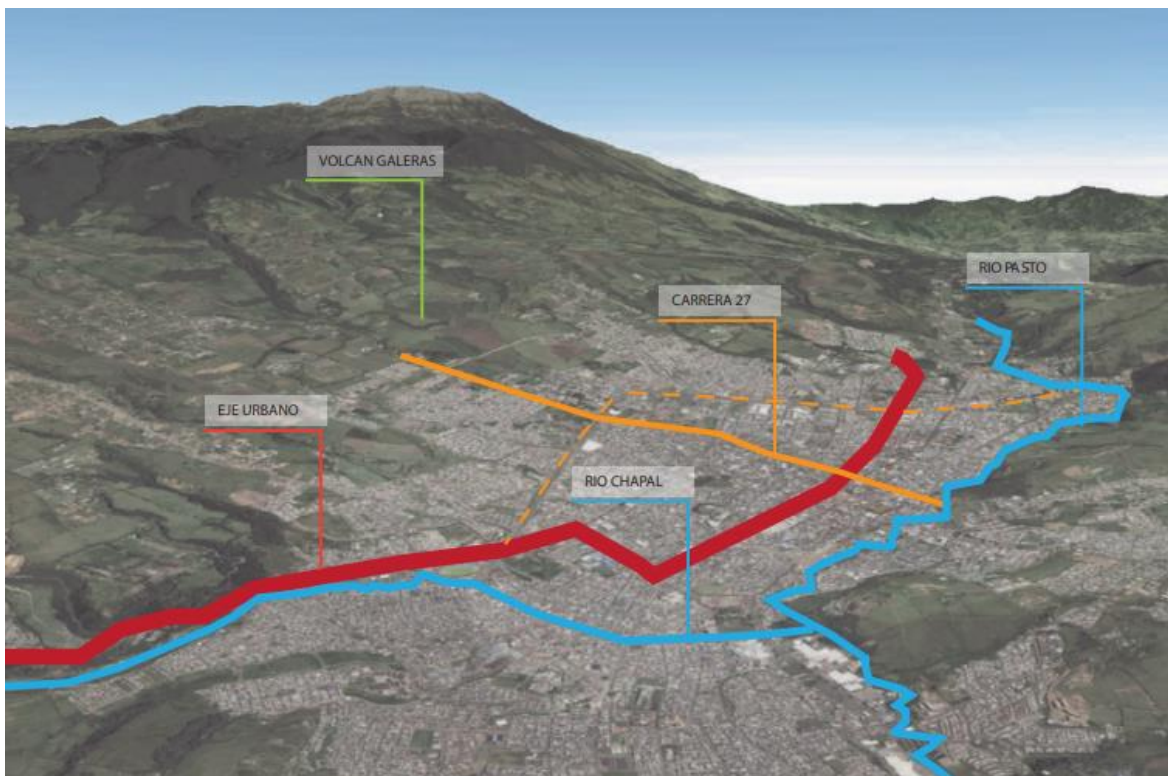 VOLCAN GALERAS
RIO PASTO
CARRERA 27
EJE URBANO
RIO CHAPAL